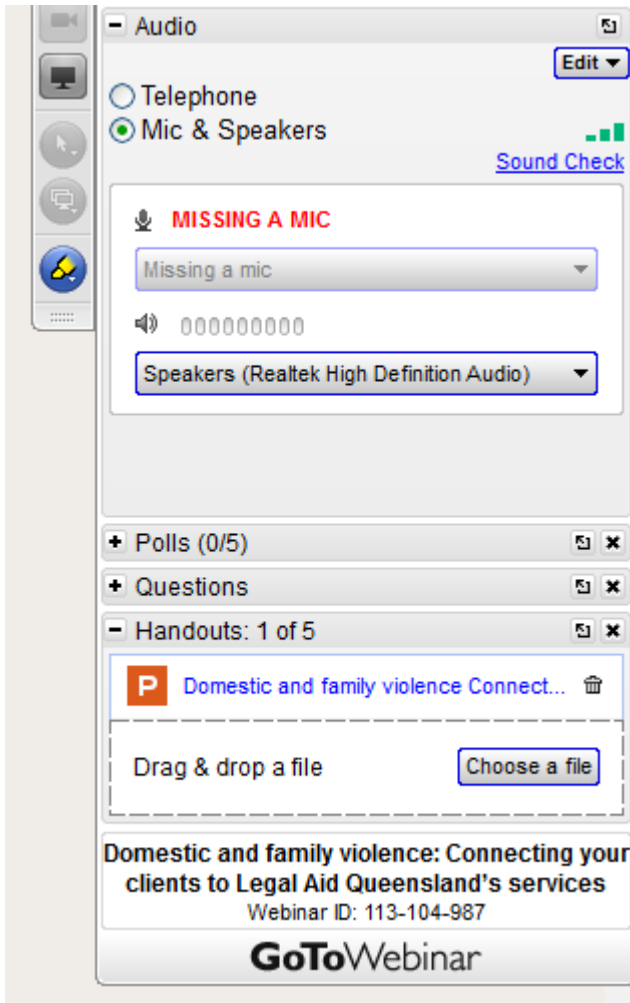 Audio
Edit
Telephone
Mic & Speakers
Sound Check
MISSING A MIC
Missing a mic
000000000
Speakers (Realtek High Definition Audio)
Polls (0/5)
Questions
Handouts: 1 of 5
P Domestic and family violence Connect...
Drag & drop a file Choose a file
Domestic and family violence: Connecting your
clients to Legal Aid Queensland's services
Webinar ID: 113-104-987
GoToWebinar